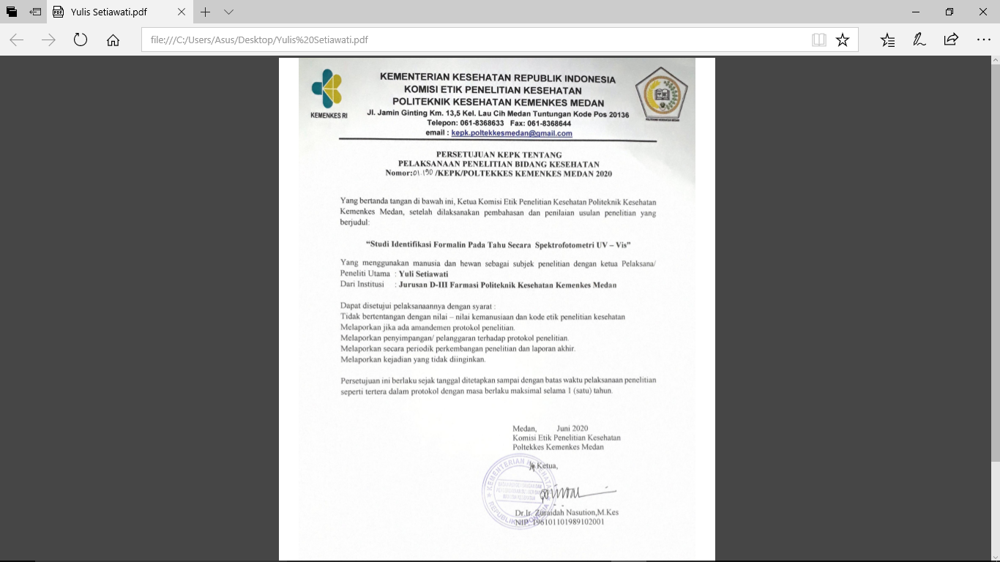 Yulis Setiawati.pdf
file:///C:/Users/Asus/Desktop/Yulis%20Setiawati.pdf
KEMENKES RI
KEMENTERIAN KESEHATAN REPUBLIK INDONESIA
KOMISI ETIK PENELITIAN KESEHATAN
POLITEKNIK KESEHATAN KEMENKES MEDAN
Jl. Jamin Ginting Km. 13,5 Kel. Lau Cih Medan Tuntungan Kode Pos 20136
Telepon: 061-8368633 Fax: 061-8368644
email : kepk.poltekkesmedan@gmail.com
POLITEKNIK KESEHATAN MEDAN
PERSETUJUAN KEPK TENTANG
PELAKSANAAN PENELITIAN BIDANG KESEHATAN
Nomor:01.190 /KEPK/POLTEKKES KEMENKES MEDAN 2020
Yang bertanda tangan di bawah ini, Ketua Komisi Etik Penelitian Kesehatan Politeknik Kesehatan
Kemenkes Medan, setelah dilaksanakan pembahasan dan penilaian usulan penelitian yang
berjudul:
“Studi Identifikasi Formalin Pada Tahu Secara Spektrofotometri UV – Vis”
Yang menggunakan manusia dan hewan sebagai subjek penelitian dengan ketua Pelaksana/
Peneliti Utama : Yuli Setiawati
Dari Institusi : Jurusan D-III Farmasi Politeknik Kesehatan Kemenkes Medan
Dapat disetujui pelaksanaannya dengan syarat :
Tidak bertentangan dengan nilai – nilai kemanusiaan dan kode etik penelitian kesehatan
Melaporkan jika ada amandemen protokol penelitian.
Melaporkan penyimpangan/ pelanggaran terhadap protokol penelitian.
Melaporkan secara periodik perkembangan penelitian dan laporan akhir.
Melaporkan kejadian yang tidak diinginkan.
Persetujuan ini berlaku sejak tanggal ditetapkan sampai dengan batas waktu pelaksanaan penelitian
seperti tertera dalam protokol dengan masa berlaku maksimal selama 1 (satu) tahun.
Medan, Juni 2020
Komisi Etik Penelitian Kesehatan
Poltekkes Kemenkes Medan
Ketua,
KEMENTERIAN KESEHATAN
REPUBLIK INDONESIA
Dr.Ir. Zuraidah Nasution,M.Kes
NIP. 196101101989102001